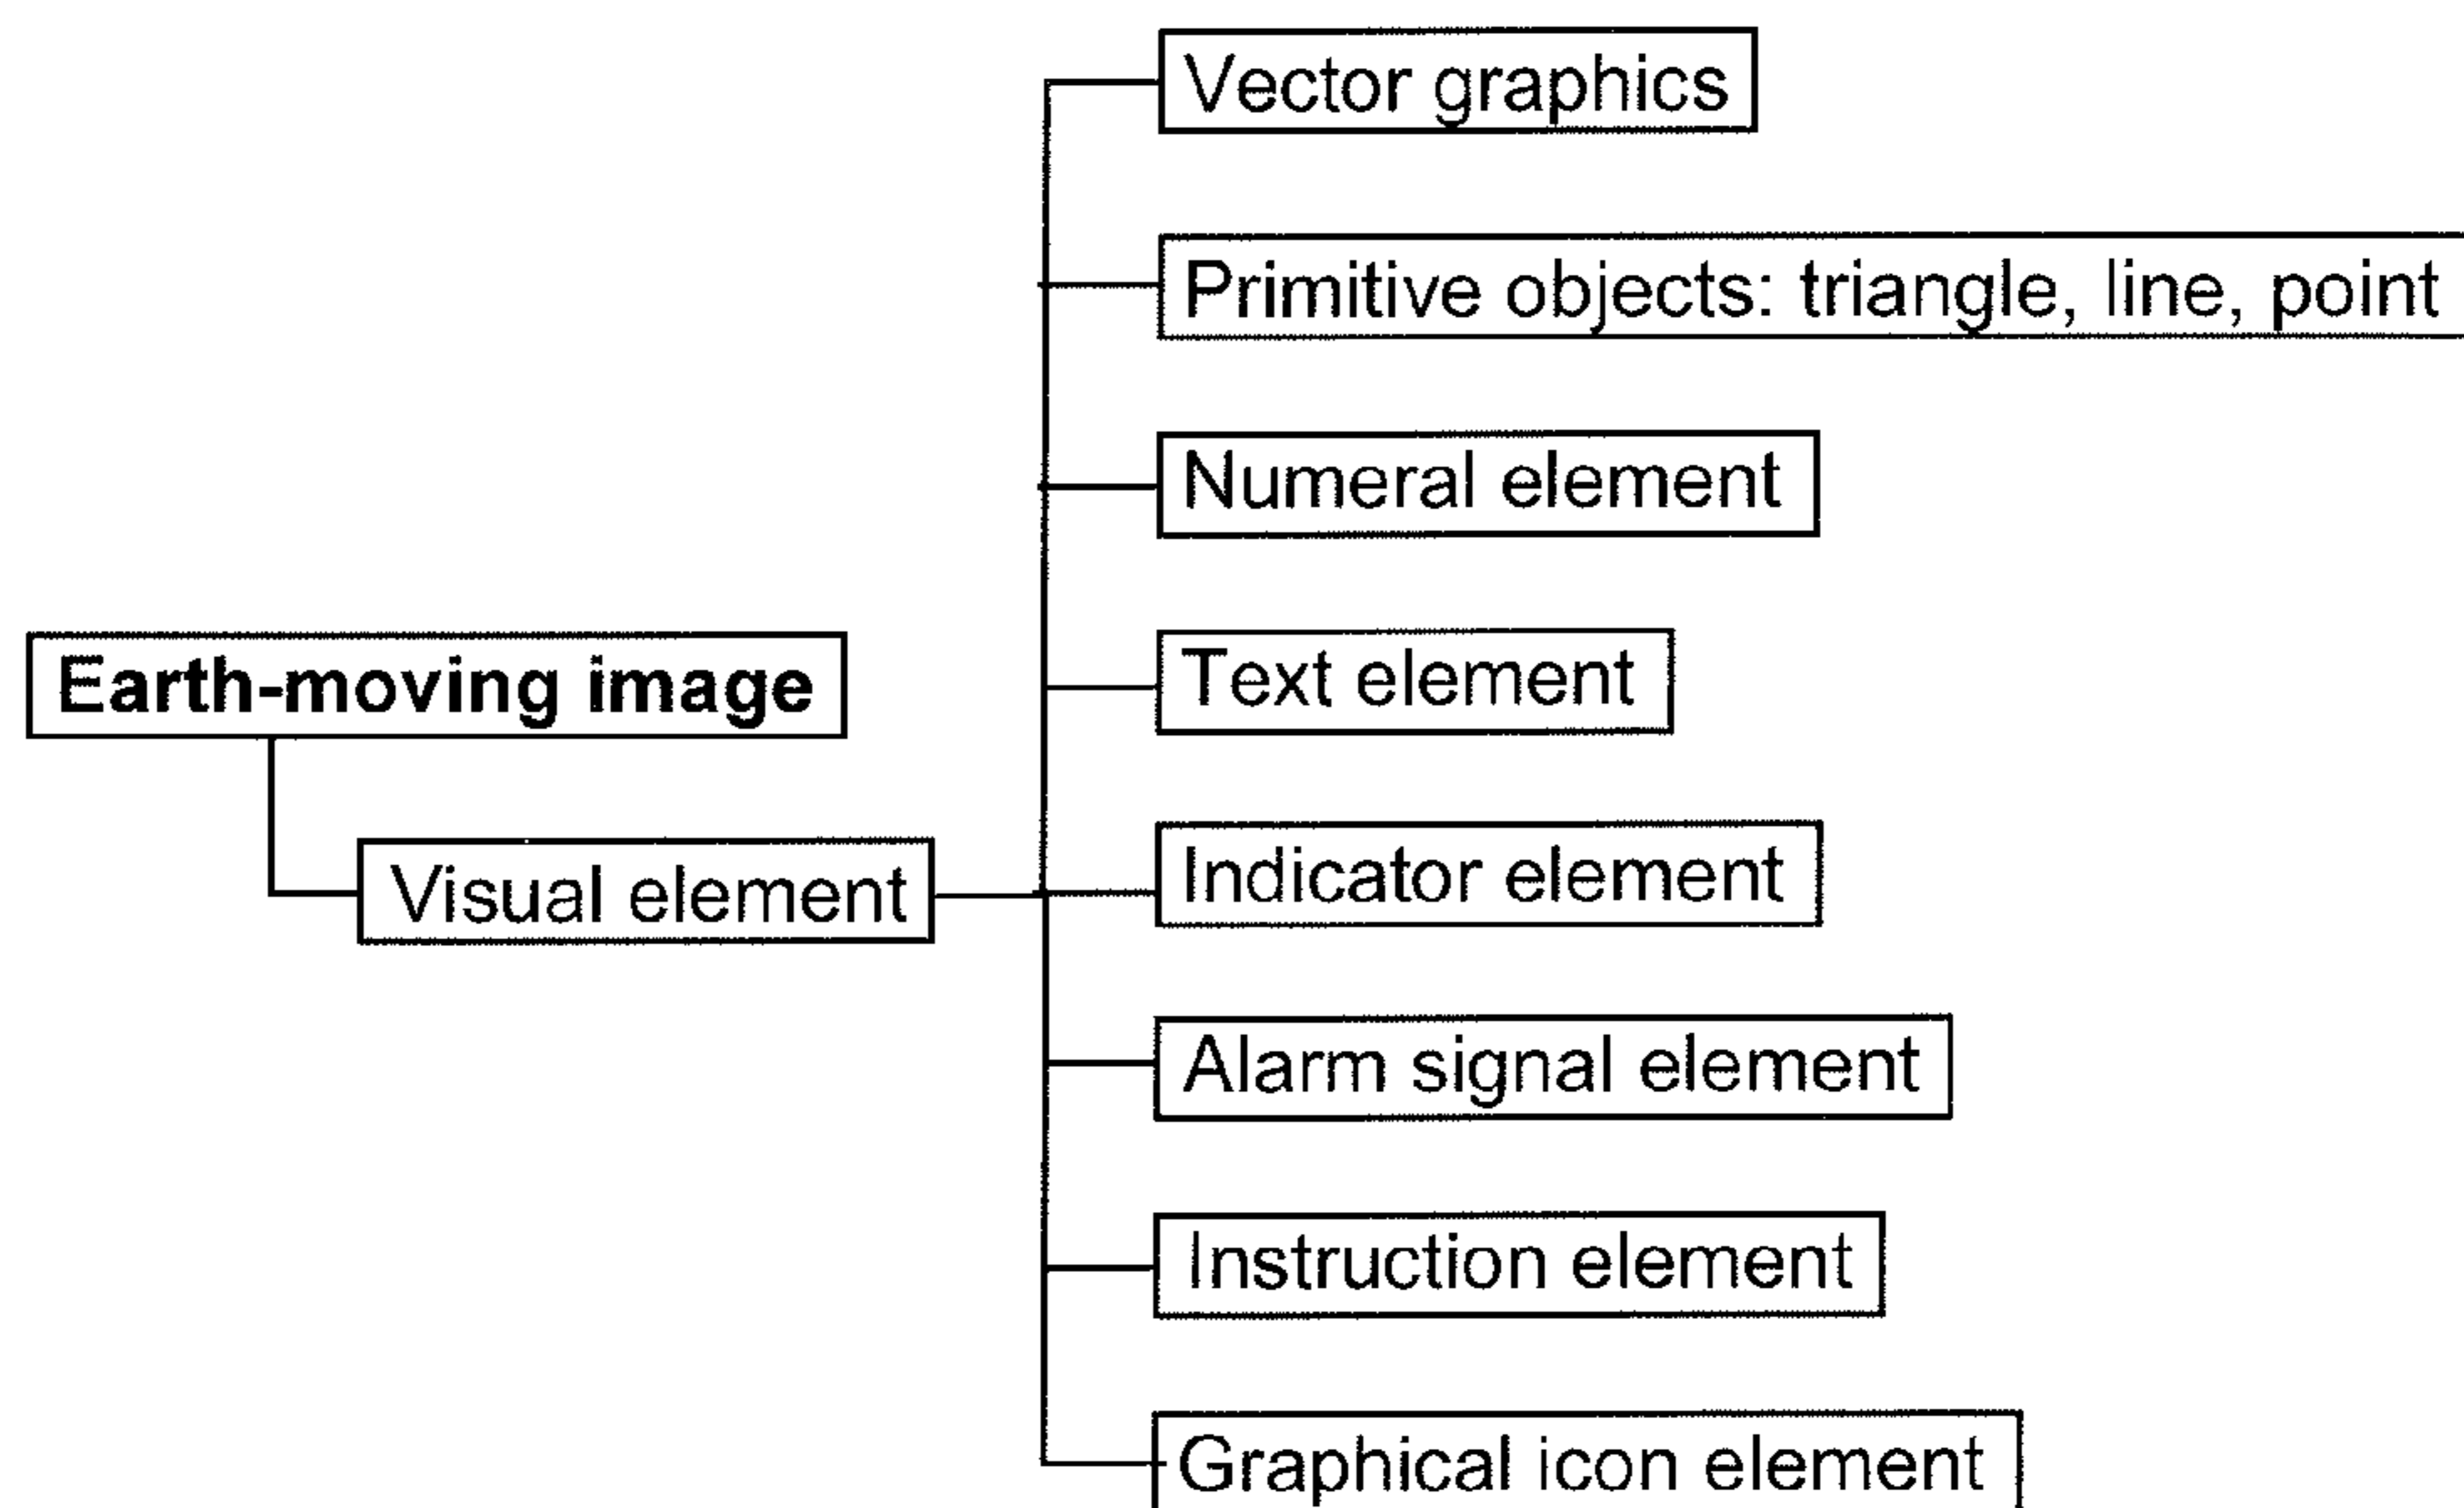 Vector graphics
Primitive objects: triangle, line, point
Numeral element
Text element
Earth-moving image
Visual element
Indicator element
Alarm signal element
Instruction element
Graphical icon element